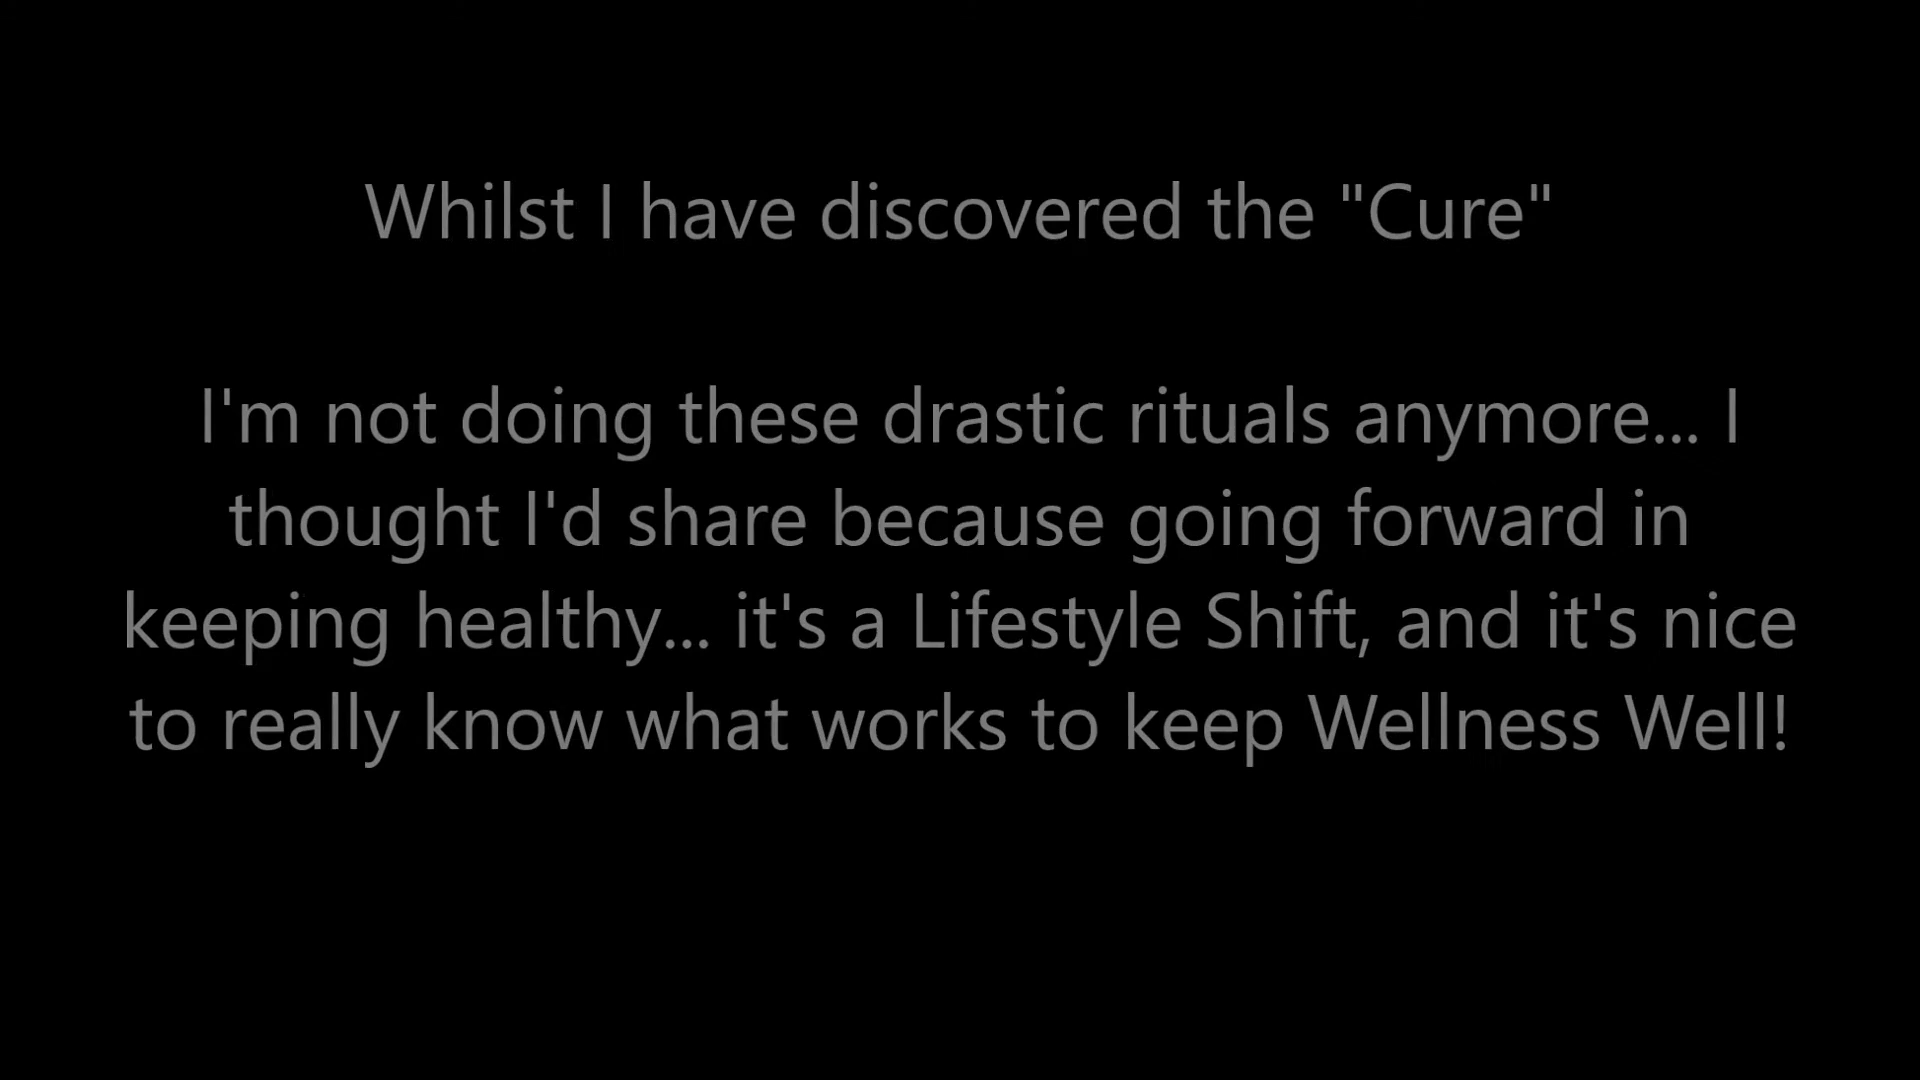 Whilst I have discovered the "Cure"
I'm not doing these drastic rituals anymore... I
thought I'd share because going forward in
keeping healthy... it's a Lifestyle Shift, and it's nice
to really know what works to keep Wellness Well!